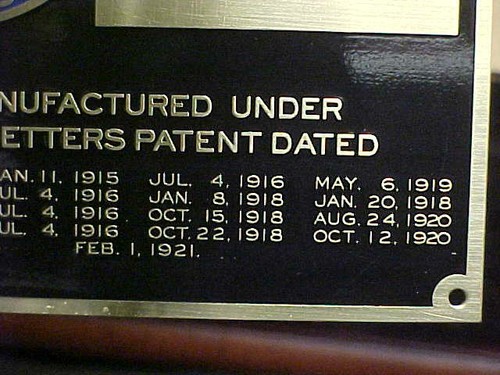 NUFACTURED UNDER
ETTERS PATENT DATED
AN. 11, 1915 JUL. 4, 1916 MAY. 6, 1919
UL. 4, 1916 JAN. 8, 1918 JAN. 20, 1918
UL. 4, 1916 OCT. 15, 1918 AUG. 24, 1920
UL. 4, 1916 OCT. 22, 1918 OCT. 12, 1920
FEB. 1, 1921.